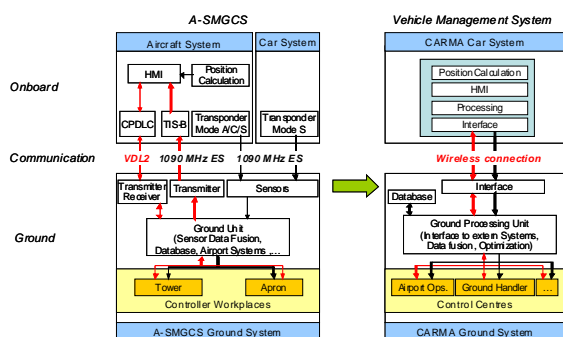 A-SMGCS
Vehicle Management System
Aircraft System
Car System
CARMA Car System
Onboard
HMI
Position
Calculation
CPDLC
TIS-B
Transponder
Mode A/C/S
Transponder
Mode S
Position Calculation
HMI
Processing
Interface
Communication
VDL2
1090 MHz ES
1090 MHz ES
Wireless connection
Ground
Transmitter
Receiver
Transmitter
Sensors
Ground Unit
(Sensor Data Fusion,
Database, Airport Systems ,...
Tower
Apron
Controller Workplaces
A-SMGCS Ground System
Database
Interface
Ground Processing Unit
(Interface to extern Systems,
Data fusion, Optimization)
Airport Ops.
Ground Handler
...
Control Centres
CARMA Ground System